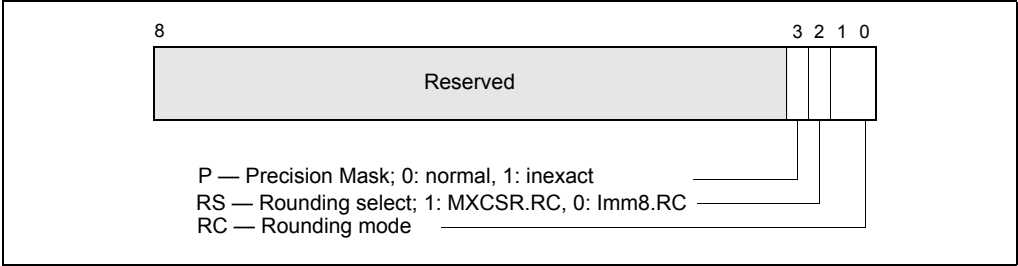 8 3 2 1 0
Reserved
P — Precision Mask; 0: normal, 1: inexact
RS — Rounding select; 1: MXCSR.RC, 0: Imm8.RC
RC — Rounding mode